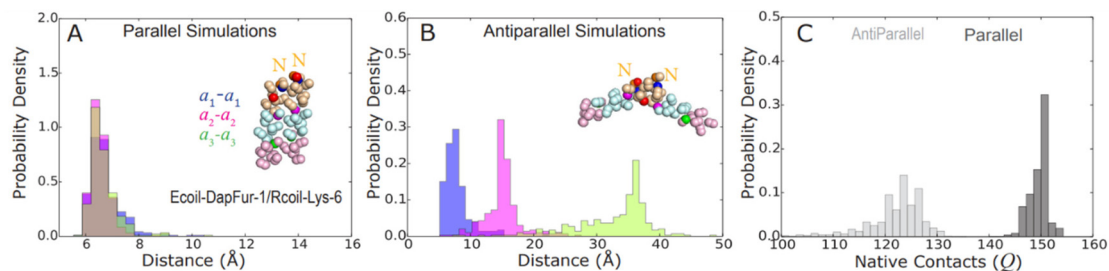 A
Parallel Simulations
N N
a1-a1
a2-a2
a3-a3
Ecoil-DapFur-1/Rcoil-Lys-6
Probability Density
2.0
1.5
1.0
0.5
0.0
6 8 10 12 14 16
Distance (Å)
B
Antiparallel Simulations
N N
Probability Density
0.6
0.5
0.4
0.3
0.2
0.1
0.0
0 10 20 30 40 50
Distance (Å)
C
AntiParallel Parallel
Probability Density
0.5
0.4
0.3
0.2
0.1
0.0
100 120 130 140 150 160
Native Contacts (Q)